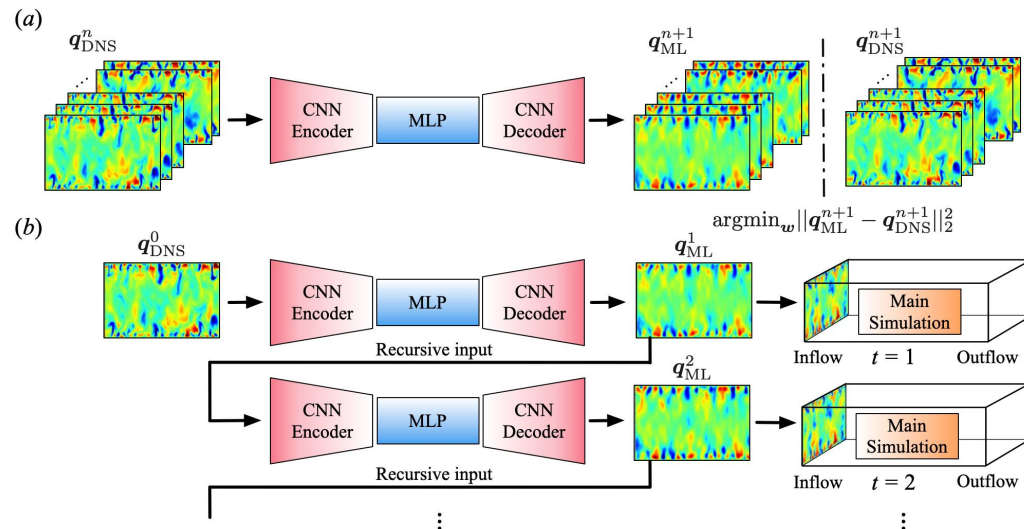 (a)
q^n_DNS
q^{n+1}_ML
q^{n+1}_DNS
CNN Encoder
MLP
CNN Decoder
argmin_w||q^{n+1}_ML − q^{n+1}_DNS||^2_2
(b)
q^0_DNS
CNN Encoder
MLP
CNN Decoder
q^1_ML
Main Simulation
Inflow
t = 1
Outflow
Recursive input
CNN Encoder
MLP
CNN Decoder
q^2_ML
Main Simulation
Inflow
t = 2
Outflow
Recursive input